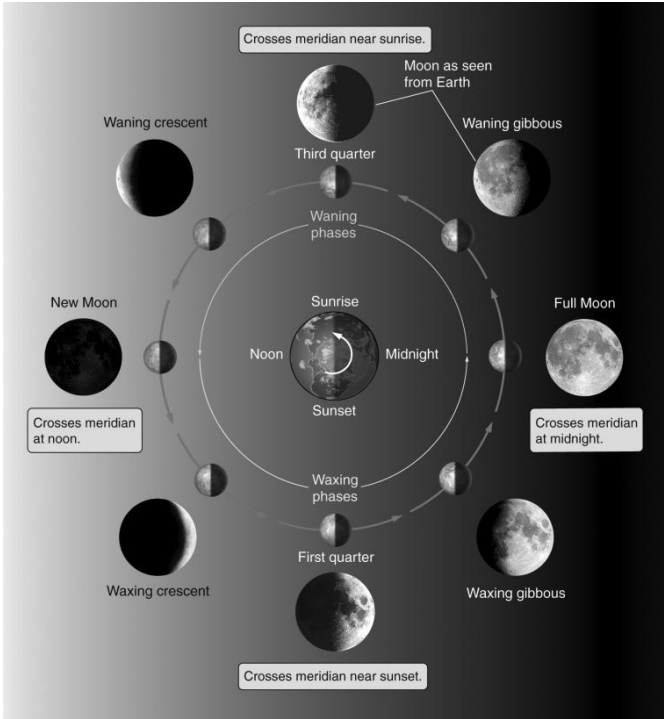 Crosses meridian near sunrise.
Moon as seen
from Earth
Waning crescent
Waning gibbous
Third quarter
Waning
phases
New Moon
Sunrise
Full Moon
Noon
Midnight
Sunset
Crosses meridian
at noon.
Crosses meridian
at midnight.
Waxing
phases
First quarter
Waxing crescent
Waxing gibbous
Crosses meridian near sunset.